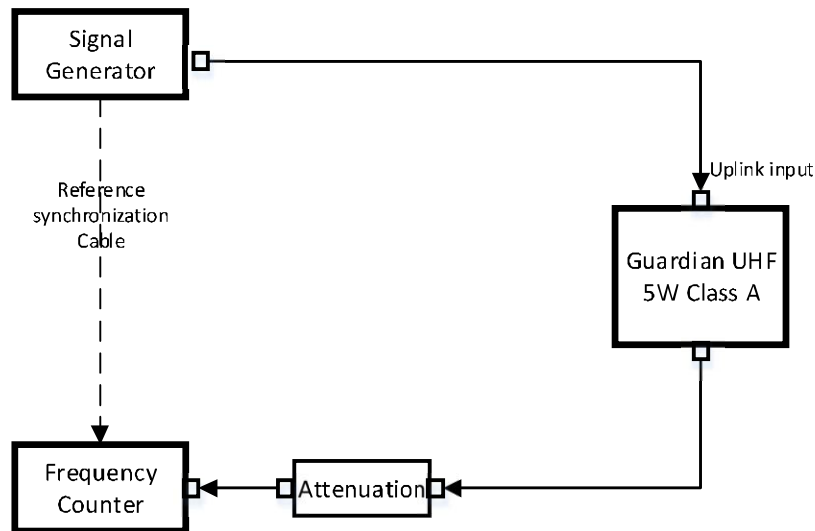 Signal
Generator
Uplink input
Reference
synchronization
Cable
Guardian UHF
5W Class A
Frequency
Counter
Attenuation